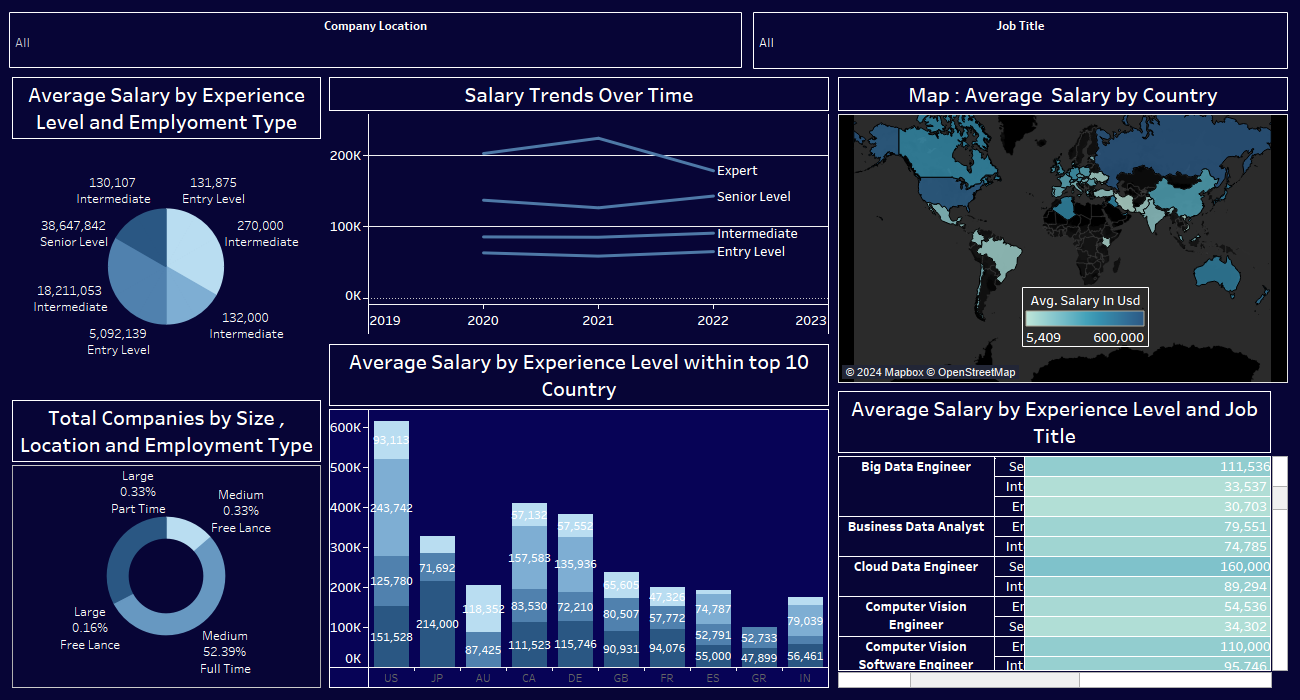 Company Location
All
Job Title
All
Average Salary by Experience
Level and Emplyoment Type
130,107
Intermediate
131,875
Entry Level
38,647,842
Senior Level
270,000
Intermediate
18,211,053
Intermediate
132,000
Intermediate
5,092,139
Entry Level
Salary Trends Over Time
200K
100K
0K
Expert
Senior Level
Intermediate
Entry Level
2019
2020
2021
2022
2023
Map : Average  Salary by Country
Avg. Salary In Usd
5,409
600,000
© 2024 Mapbox © OpenStreetMap
Total Companies by Size ,
Location and Employment Type
Large
0.33%
Part Time
Medium
0.33%
Free Lance
Large
0.16%
Free Lance
Medium
52.39%
Full Time
Average Salary by Experience Level within top 10
Country
600K
500K
400K
300K
200K
100K
0K
93,113
243,742
125,780
151,528
71,692
214,000
118,352
87,425
57,132
157,583
83,530
111,523
57,552
135,936
72,210
115,746
65,605
80,507
90,931
47,326
57,772
94,076
74,787
52,791
55,000
52,733
47,899
79,039
56,461
US
JP
AU
CA
DE
GB
FR
ES
GR
IN
Average Salary by Experience Level and Job
Title
Big Data Engineer
Se
111,536
Int
33,537
Er
30,703
Business Data Analyst
Er
79,551
Int
74,785
Cloud Data Engineer
Se
160,000
Int
89,294
Computer Vision
Engineer
Er
54,536
Se
34,302
Computer Vision
Software Engineer
Er
110,000
Int
95,746